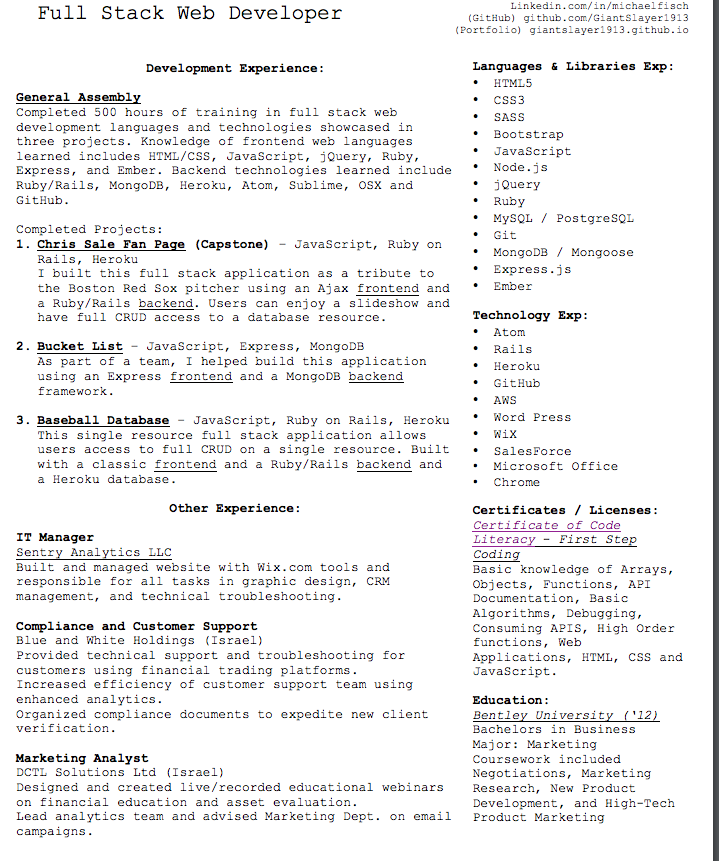 Full Stack Web Developer
Linkedin.com/in/michaelfisch
(GitHub) github.com/GiantSlayer1913
(Portfolio) giantslayer1913.github.io
Development Experience:
General Assembly
Completed 500 hours of training in full stack web
development languages and technologies showcased in
three projects. Knowledge of frontend web languages
learned includes HTML/CSS, JavaScript, jQuery, Ruby,
Express, and Ember. Backend technologies learned include
Ruby/Rails, MongoDB, Heroku, Atom, Sublime, OSX and
GitHub.
Completed Projects:
1. Chris Sale Fan Page (Capstone) – JavaScript, Ruby on
Rails, Heroku
I built this full stack application as a tribute to
the Boston Red Sox pitcher using an Ajax frontend and
a Ruby/Rails backend. Users can enjoy a slideshow and
have full CRUD access to a database resource.
2. Bucket List – JavaScript, Express, MongoDB
As part of a team, I helped build this application
using an Express frontend and a MongoDB backend
framework.
3. Baseball Database – JavaScript, Ruby on Rails, Heroku
This single resource full stack application allows
users access to full CRUD on a single resource. Built
with a classic frontend and a Ruby/Rails backend and
a Heroku database.
Other Experience:
IT Manager
Sentry Analytics LLC
Built and managed website with Wix.com tools and
responsible for all tasks in graphic design, CRM
management, and technical troubleshooting.
Compliance and Customer Support
Blue and White Holdings (Israel)
Provided technical support and troubleshooting for
customers using financial trading platforms.
Increased efficiency of customer support team using
enhanced analytics.
Organized compliance documents to expedite new client
verification.
Marketing Analyst
DCTL Solutions Ltd (Israel)
Designed and created live/recorded educational webinars
on financial education and asset evaluation.
Lead analytics team and advised Marketing Dept. on email
campaigns.
Languages & Libraries Exp:
• HTML5
• CSS3
• SASS
• Bootstrap
• JavaScript
• Node.js
• jQuery
• Ruby
• MySQL / PostgreSQL
• Git
• MongoDB / Mongoose
• Express.js
• Ember
Technology Exp:
• Atom
• Rails
• Heroku
• GitHub
• AWS
• Word Press
• WiX
• SalesForce
• Microsoft Office
• Chrome
Certificates / Licenses:
Certificate of Code
Literacy - First Step
Coding
Basic knowledge of Arrays,
Objects, Functions, API
Documentation, Basic
Algorithms, Debugging,
Consuming APIS, High Order
functions, Web
Applications, HTML, CSS and
JavaScript.
Education:
Bentley University ('12)
Bachelors in Business
Major: Marketing
Coursework included
Negotiations, Marketing
Research, New Product
Development, and High-Tech
Product Marketing